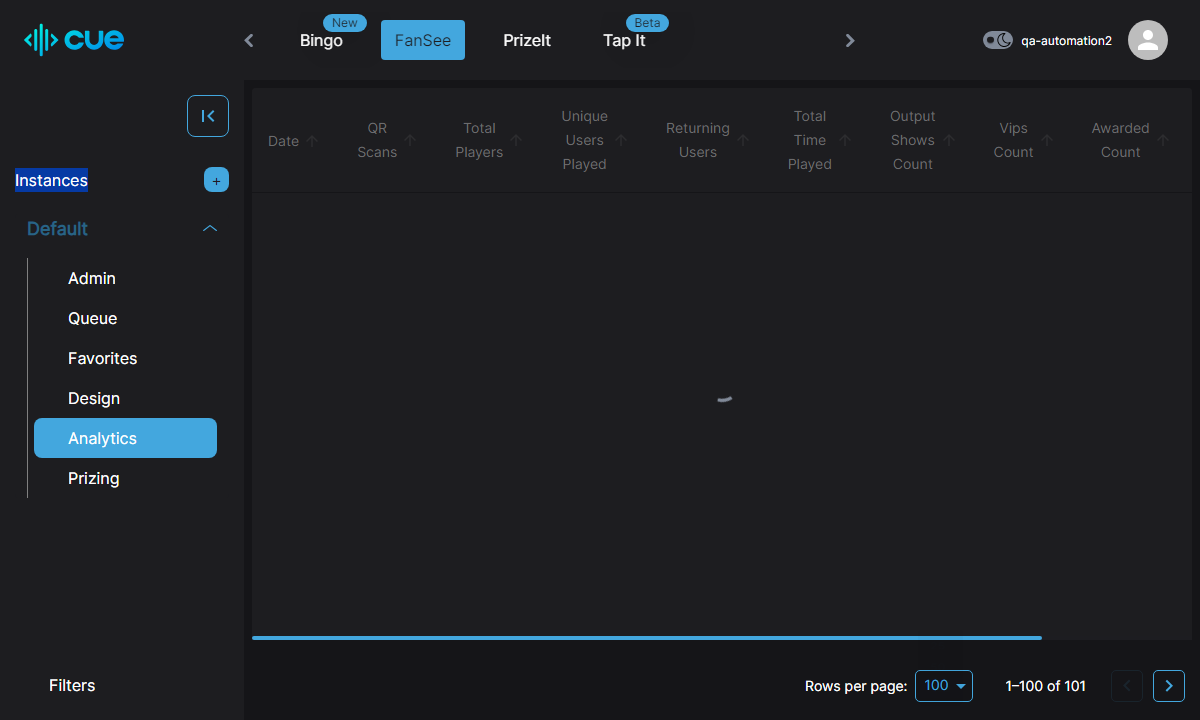 cue
New
Bingo
FanSee
PrizeIt
Beta
Tap It
qa-automation2
Instances
+
Default
Admin
Queue
Favorites
Design
Analytics
Prizing
Filters
Date
QR
Scans
Total
Players
Unique
Users
Played
Returning
Users
Total
Time
Played
Output
Shows
Count
Vips
Count
Awarded
Count
Rows per page:
100
1–100 of 101